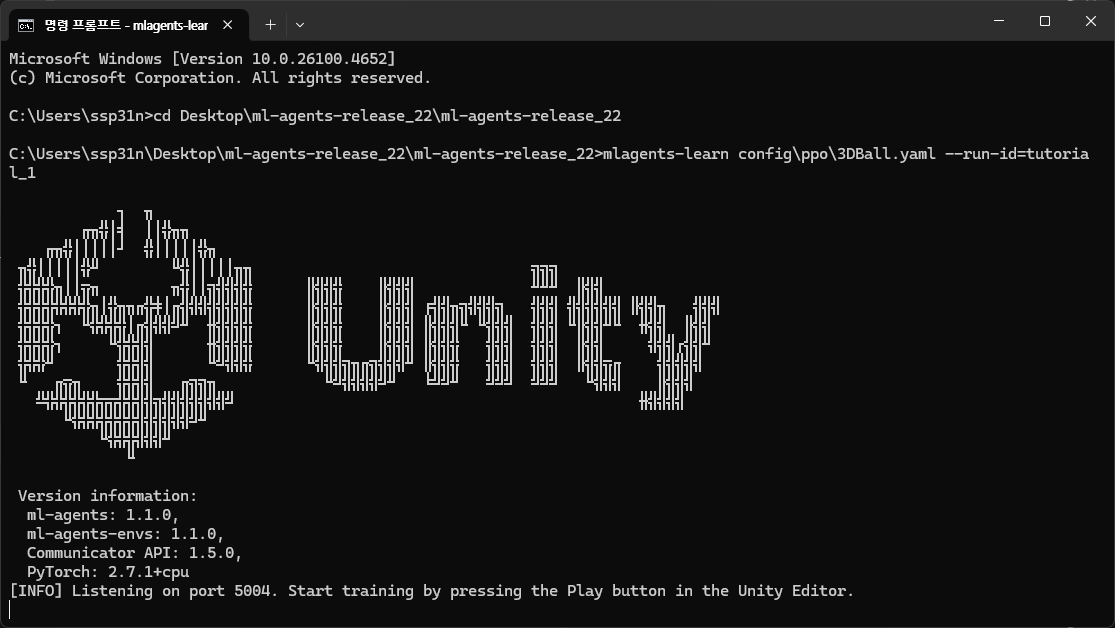 명령 프롬프트 - mlagents-lear
Microsoft Windows [Version 10.0.26100.4652]
(c) Microsoft Corporation. All rights reserved.
C:\Users\ssp31n>cd Desktop\ml-agents-release_22\ml-agents-release_22
C:\Users\ssp31n\Desktop\ml-agents-release_22\ml-agents-release_22>mlagents-learn config\ppo\3DBall.yaml --run-id=tutoria
l_1
unity
Version information:
ml-agents: 1.1.0,
ml-agents-envs: 1.1.0,
Communicator API: 1.5.0,
PyTorch: 2.7.1+cpu
[INFO] Listening on port 5004. Start training by pressing the Play button in the Unity Editor.